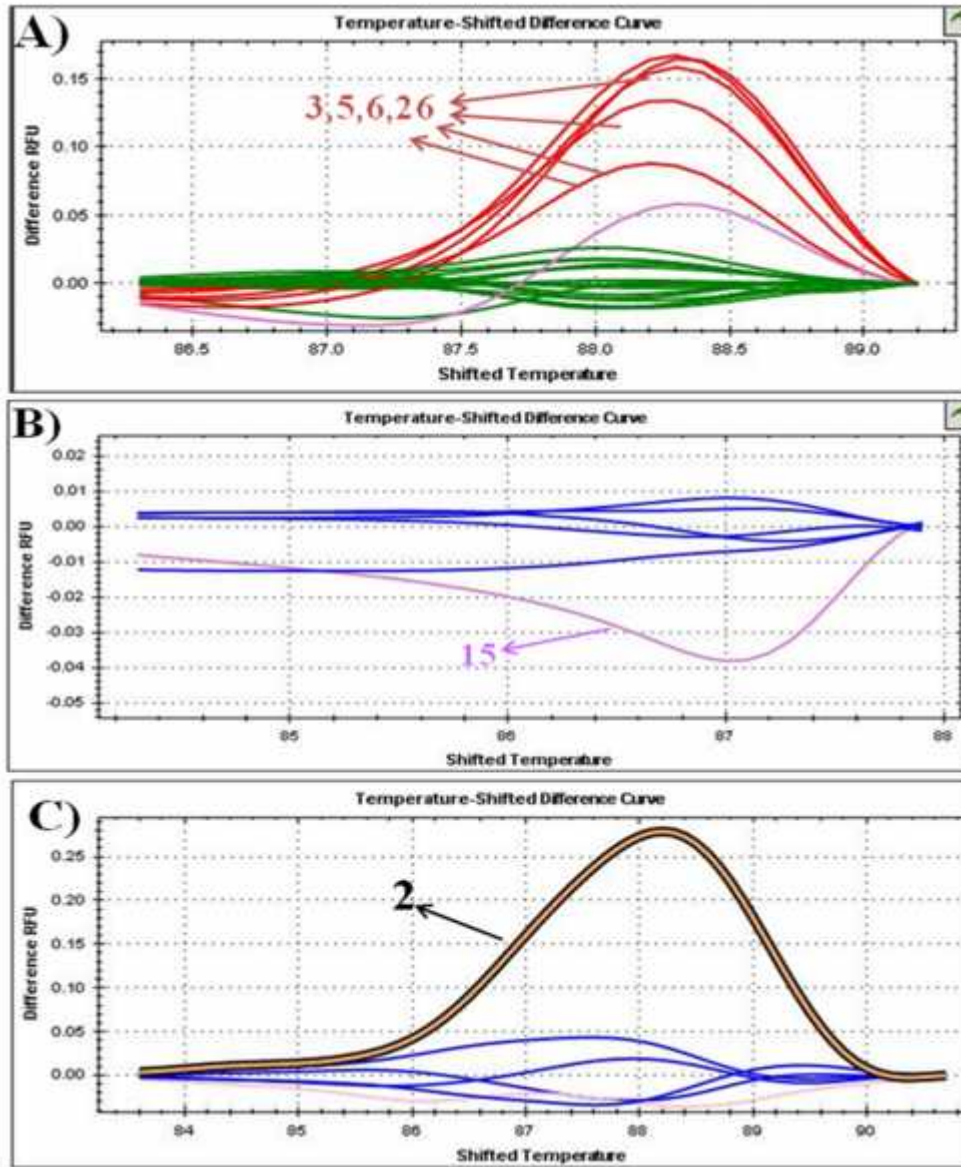 A)
Temperature-Shifted Difference Curve
Difference RFU
0.15
0.10
0.05
0.00
3,5,6,26
86.5 87.0 87.5 88.0 88.5 89.0
Shifted Temperature
B)
Temperature-Shifted Difference Curve
Difference RFU
0.02
0.01
0.00
-0.01
-0.02
-0.03
-0.04
-0.05
15
85 86 87 88
Shifted Temperature
C)
Temperature-Shifted Difference Curve
Difference RFU
0.25
0.20
0.15
0.10
0.05
0.00
2
84 85 86 87 88 89 90
Shifted Temperature